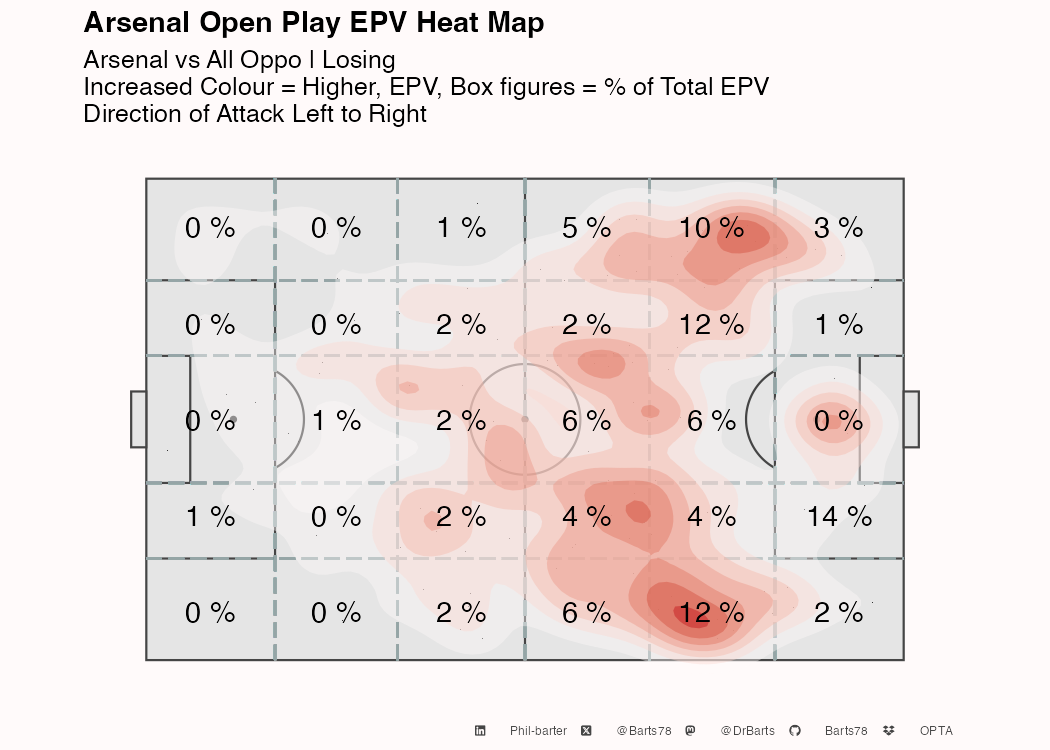 Arsenal Open Play EPV Heat Map
Arsenal vs All Oppo | Losing
Increased Colour = Higher, EPV, Box figures = % of Total EPV
Direction of Attack Left to Right
0 % 0 % 1 % 5 % 10 % 3 %
0 % 0 % 2 % 2 % 12 % 1 %
0 % 1 % 2 % 6 % 6 % 0 %
1 % 0 % 2 % 4 % 4 % 14 %
0 % 0 % 2 % 6 % 12 % 2 %
Phil-barter @Barts78 @DrBarts Barts78 OPTA